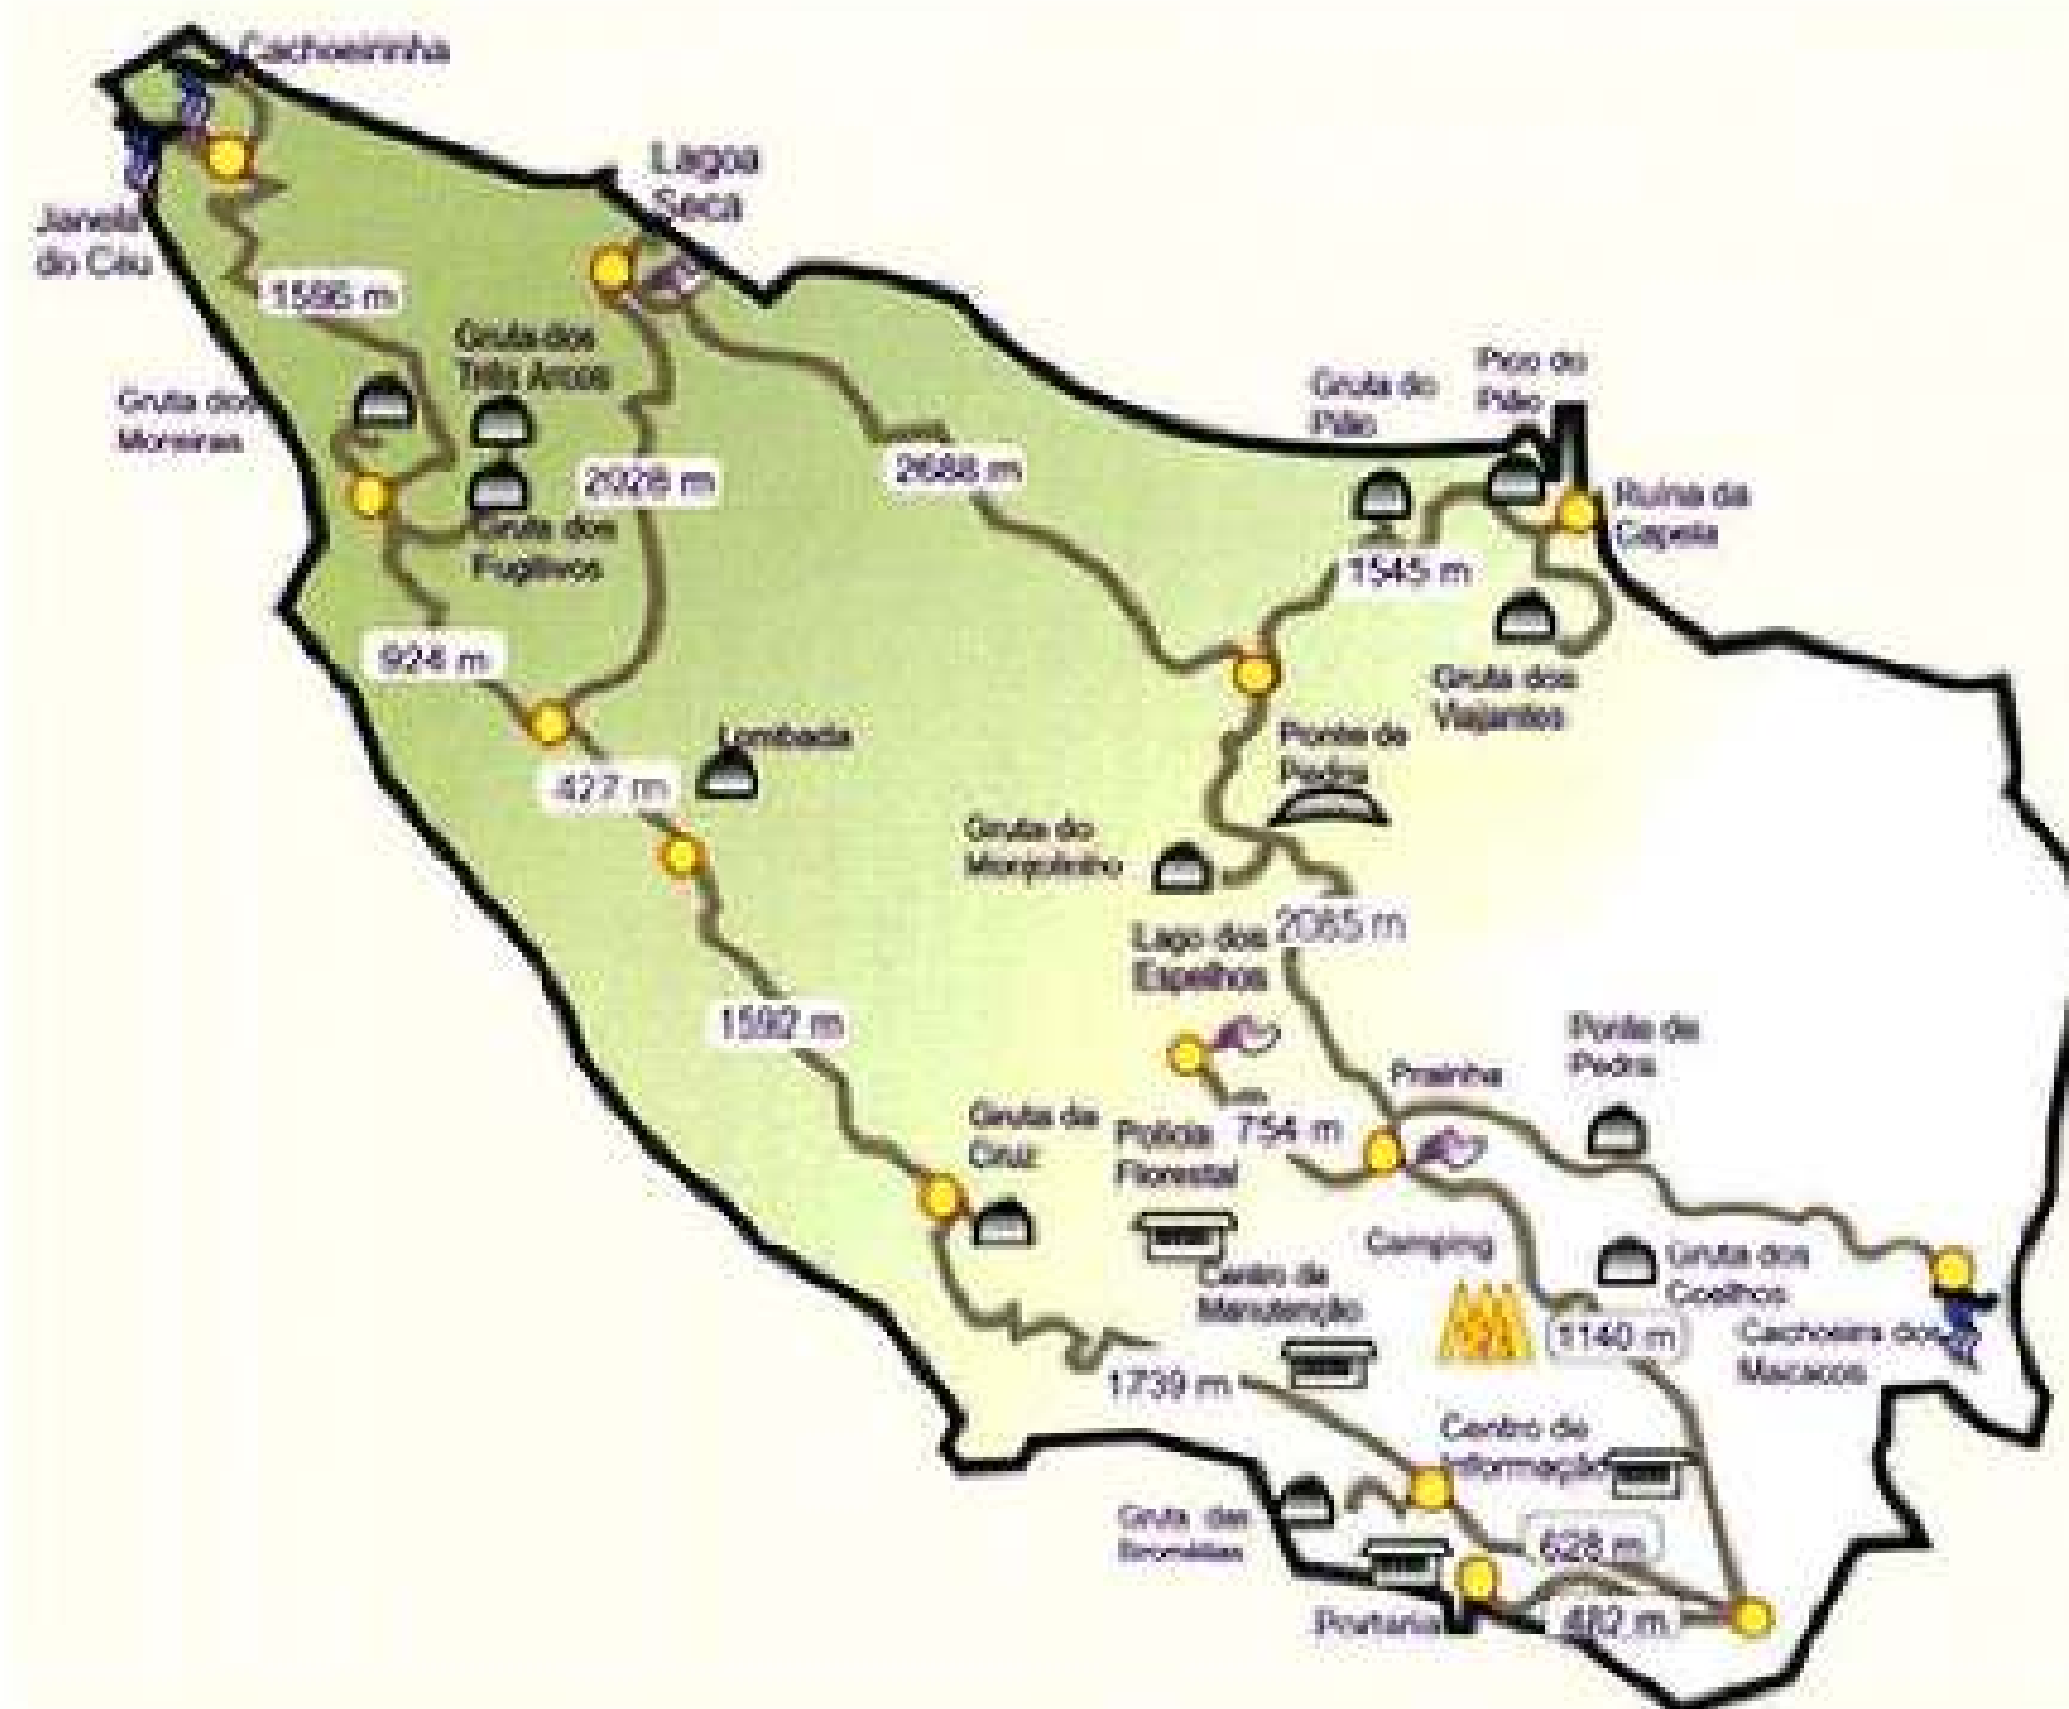 Cachoeirinha
Lagoa
Seca
Janela
do Céu
1595 m
Gruta dos
Três Arcos
Gruta dos
Moreiras
2028 m
2688 m
Gruta do
Pião
Pico do
Pião
Ruína da
Capela
1545 m
Gruta dos
Fugitivos
924 m
Gruta dos
Viajantes
Lombada
427 m
Ponte de
Pedra
Gruta do
Monjolinho
2085 m
Lago dos
Espelhos
1592 m
Prainha
Ponte de
Pedra
Gruta da
Cruz
Polícia
Florestal
754 m
Camping
Gruta dos
Coelhos
Centro de
Manutenção
1140 m
Cachoeira dos
Macacos
1739 m
Centro de
Informação
Gruta das
Bromélias
628 m
Portaria
482 m